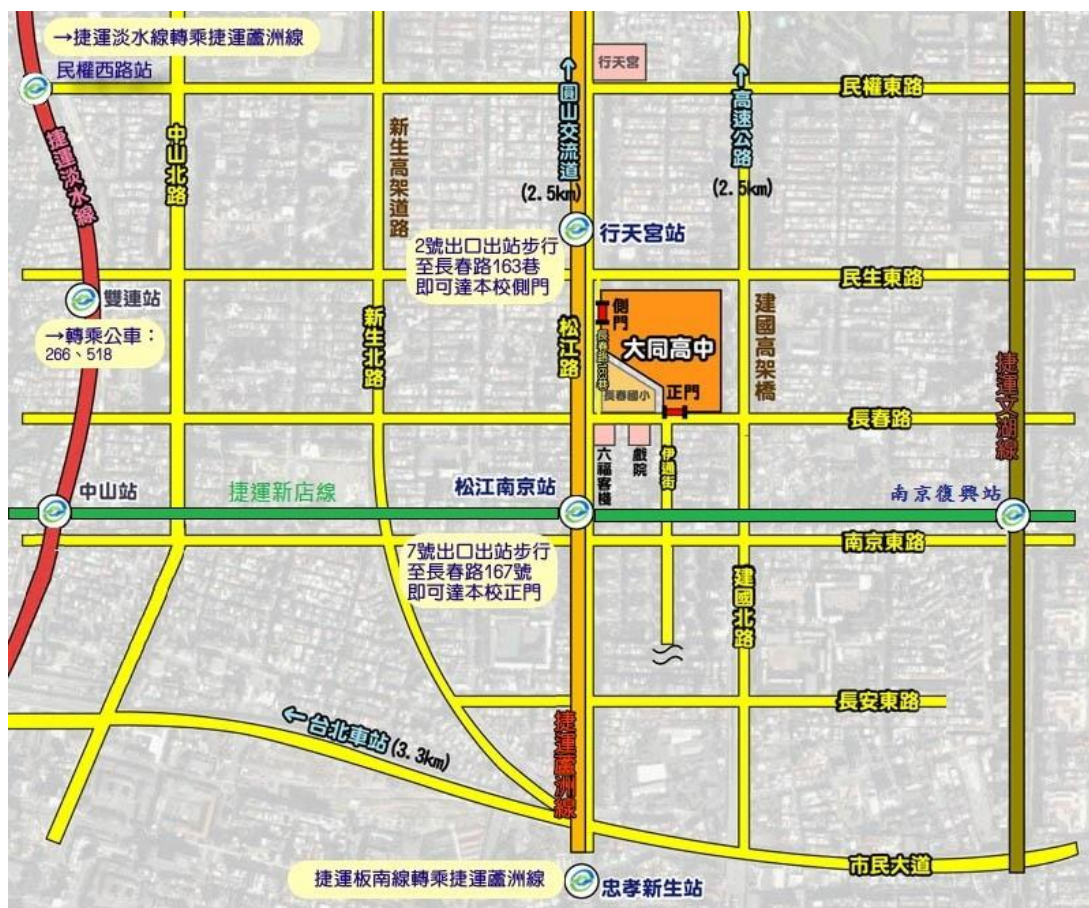 →捷運淡水線轉乘捷運蘆洲線
民權西路站
行天宮
民權東路
捷運淡水線
中山北路
新生高架道路
↑圓山交流道
(2.5km)
↑高速公路
(2.5km)
行天宮站
2號出口出站步行
至長春路163巷
即可達本校側門
民生東路
雙連站
→轉乘公車：
266、518
新生北路
松江路
側門
長春路163巷
大同高中
長春國小
正門
建國高架橋
捷運文湖線
長春路
六福客棧
戲院
伊通街
中山站
捷運新店線
松江南京站
南京復興站
7號出口出站步行
至長春路167號
即可達本校正門
南京東路
建國北路
長安東路
←台北車站(3.3km)
捷運蘆洲線
市民大道
捷運板南線轉乘捷運蘆洲線
忠孝新生站